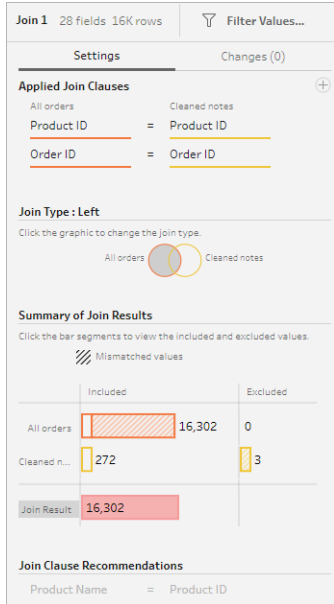 Join 1 28 fields 16K rows Filter Values...
Settings Changes (0)
Applied Join Clauses
All orders Cleaned notes
Product ID = Product ID
Order ID = Order ID
Join Type : Left
Click the graphic to change the join type.
All orders Cleaned notes
Summary of Join Results
Click the bar segments to view the included and excluded values.
Mismatched values
Included Excluded
All orders 16,302 0
Cleaned n... 272 3
Join Result 16,302
Join Clause Recommendations
Product Name = Product ID